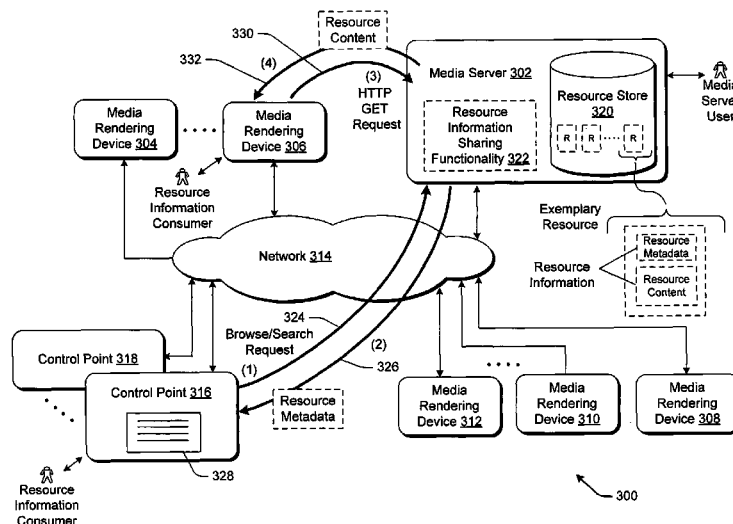 Resource
Content
330
332
(4)
(3)
HTTP
GET
Request
Media Server 302
Resource Store
320
R R R
Resource
Information
Sharing
Functionality 322
Media
Server
User
Media
Rendering
Device 304
Media
Rendering
Device 306
Resource
Information
Consumer
Exemplary
Resource
Resource
Information
Resource
Metadata
Resource
Content
Network 314
324
Browse/Search
Request
(1)
(2)
326
Control Point 318
Control Point 316
328
Resource
Metadata
Resource
Information
Consumer
Media
Rendering
Device 312
Media
Rendering
Device 310
Media
Rendering
Device 308
300